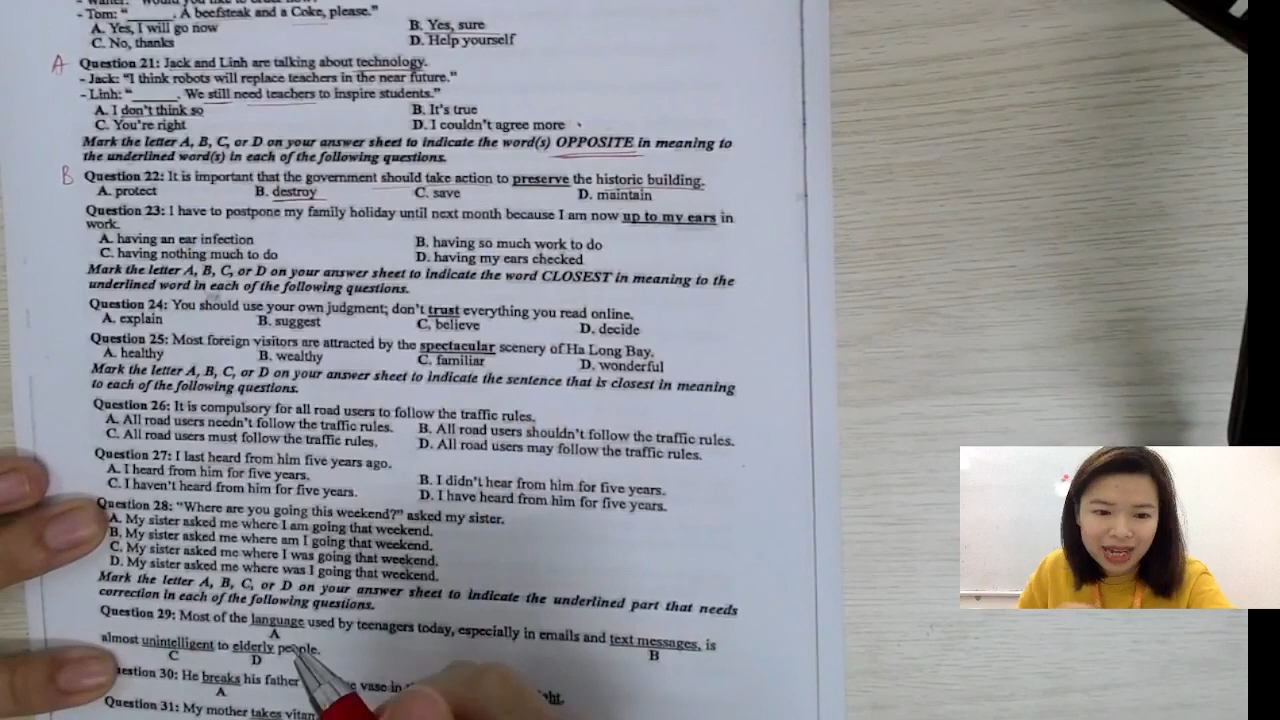 - Tom: "______. A beefsteak and a Coke, please."
A. Yes, I will go now B. Yes, sure
C. No, thanks D. Help yourself
A Question 21: Jack and Linh are talking about technology.
- Jack: "I think robots will replace teachers in the near future."
- Linh: "______. We still need teachers to inspire students."
A. I don't think so B. It's true
C. You're right D. I couldn't agree more
Mark the letter A, B, C, or D on your answer sheet to indicate the word(s) OPPOSITE in meaning to
the underlined word(s) in each of the following questions.
B Question 22: It is important that the government should take action to preserve the historic building.
A. protect B. destroy C. save D. maintain
Question 23: I have to postpone my family holiday until next month because I am now up to my ears in
work.
A. having an ear infection B. having so much work to do
C. having nothing much to do D. having my ears checked
Mark the letter A, B, C, or D on your answer sheet to indicate the word CLOSEST in meaning to the
underlined word in each of the following questions.
Question 24: You should use your own judgment; don't trust everything you read online.
A. explain B. suggest C, believe D. decide
Question 25: Most foreign visitors are attracted by the spectacular scenery of Ha Long Bay.
A. healthy B. wealthy C. familiar D. wonderful
Mark the letter A, B, C, or D on your answer sheet to indicate the sentence that is closest in meaning
to each of the following questions.
Question 26: It is compulsory for all road users to follow the traffic rules.
A. All road users needn't follow the traffic rules. B. All road users shouldn't follow the traffic rules.
C. All road users must follow the traffic rules. D. All road users may follow the traffic rules.
Question 27: I last heard from him five years ago.
A. I heard from him for five years. B. I didn't hear from him for five years.
C. I haven't heard from him for five years. D. I have heard from him for five years.
Question 28: "Where are you going this weekend?" asked my sister.
A. My sister asked me where I am going that weekend.
B. My sister asked me where am I going that weekend.
C. My sister asked me where I was going that weekend.
D. My sister asked me where was I going that weekend.
Mark the letter A, B, C, or D on your answer sheet to indicate the underlined part that needs
correction in each of the following questions.
Question 29: Most of the language used by teenagers today, especially in emails and text messages, is
A B
almost unintelligent to elderly people.
C D
estion 30: He breaks his father vase in
A
Question 31: My mother takes